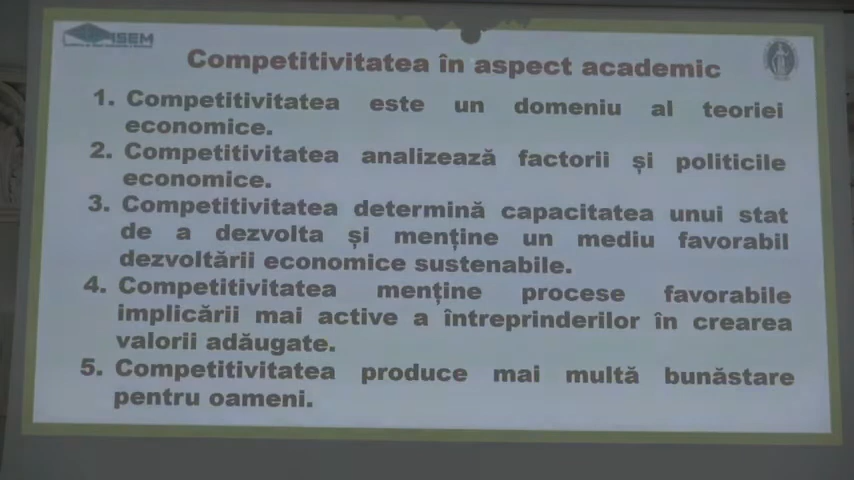 ISEM
Competitivitatea în aspect academic
1. Competitivitatea este un domeniu al teoriei
economice.
2. Competitivitatea analizează factorii și politicile
economice.
3. Competitivitatea determină capacitatea unui stat
de a dezvolta și menține un mediu favorabil
dezvoltării economice sustenabile.
4. Competitivitatea menține procese favorabile
implicării mai active a întreprinderilor în crearea
valorii adăugate.
5. Competitivitatea produce mai multă bunăstare
pentru oameni.